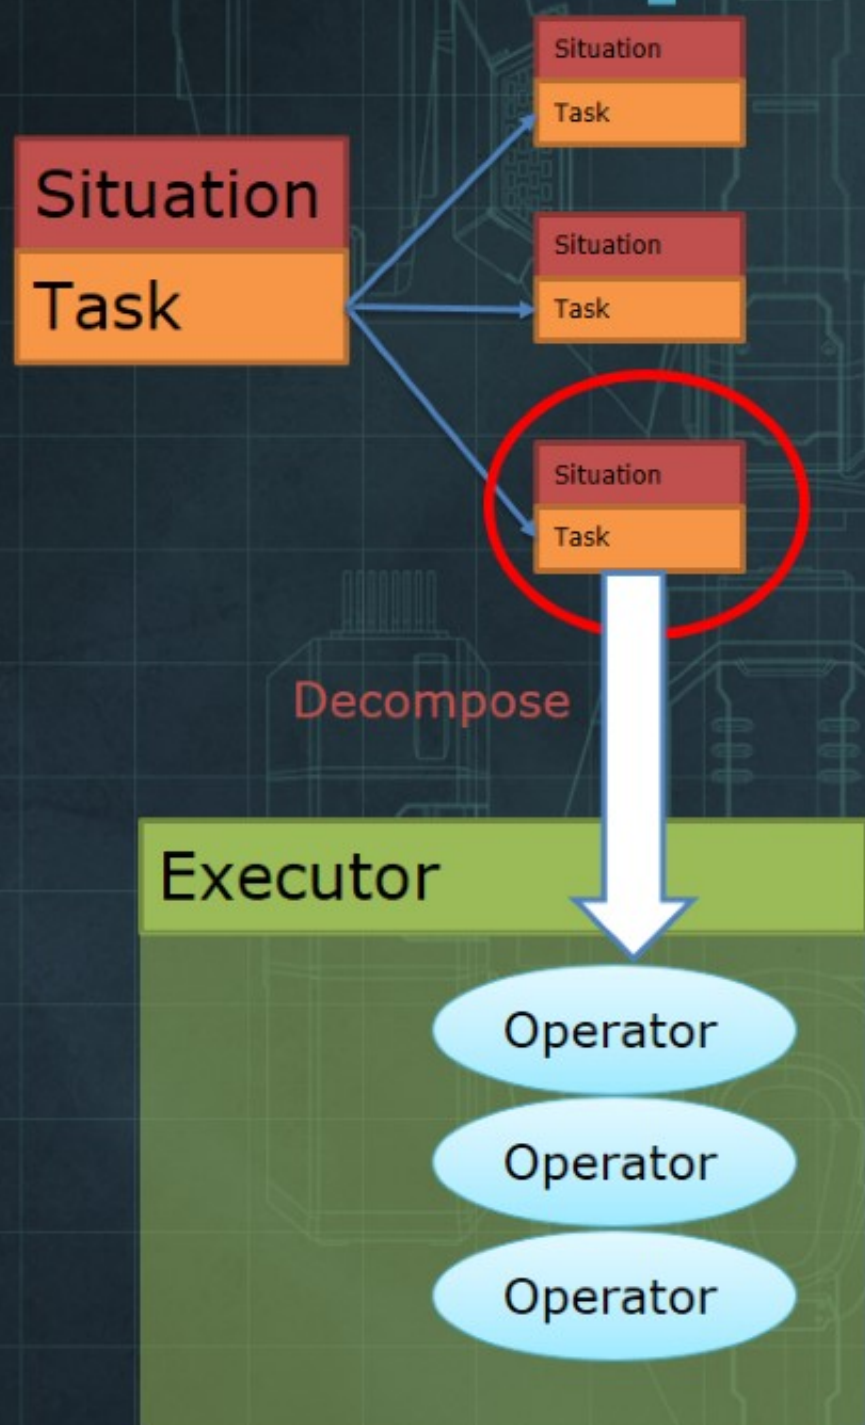 Situation
Task
Situation
Task
Situation
Task
Situation
Task
Decompose
Executor
Operator
Operator
Operator